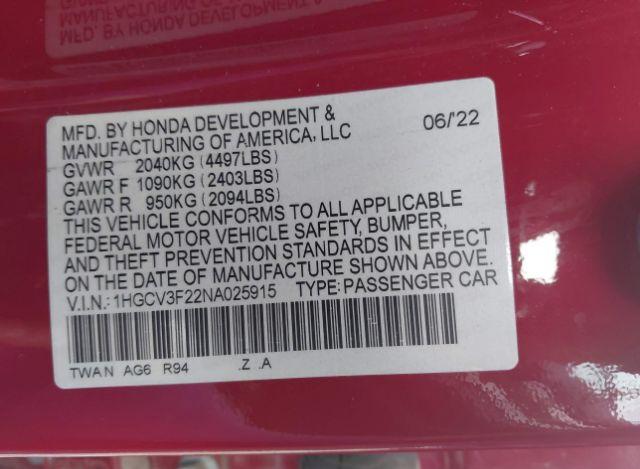 MFD. BY HONDA DEVELOPMENT &
MANUFACTURING OF AMERICA, LLC
06/'22
GVWR 2040KG (4497LBS)
GAWR F 1090KG (2403LBS)
GAWR R 950KG (2094LBS)
THIS VEHICLE CONFORMS TO ALL APPLICABLE
FEDERAL MOTOR VEHICLE SAFETY, BUMPER,
AND THEFT PREVENTION STANDARDS IN EFFECT
ON THE DATE OF MANUFACTURE SHOWN ABOVE.
V.I.N.: 1HGCV3F22NA025915 TYPE: PASSENGER CAR
TWAN AG6 R94 .Z .A